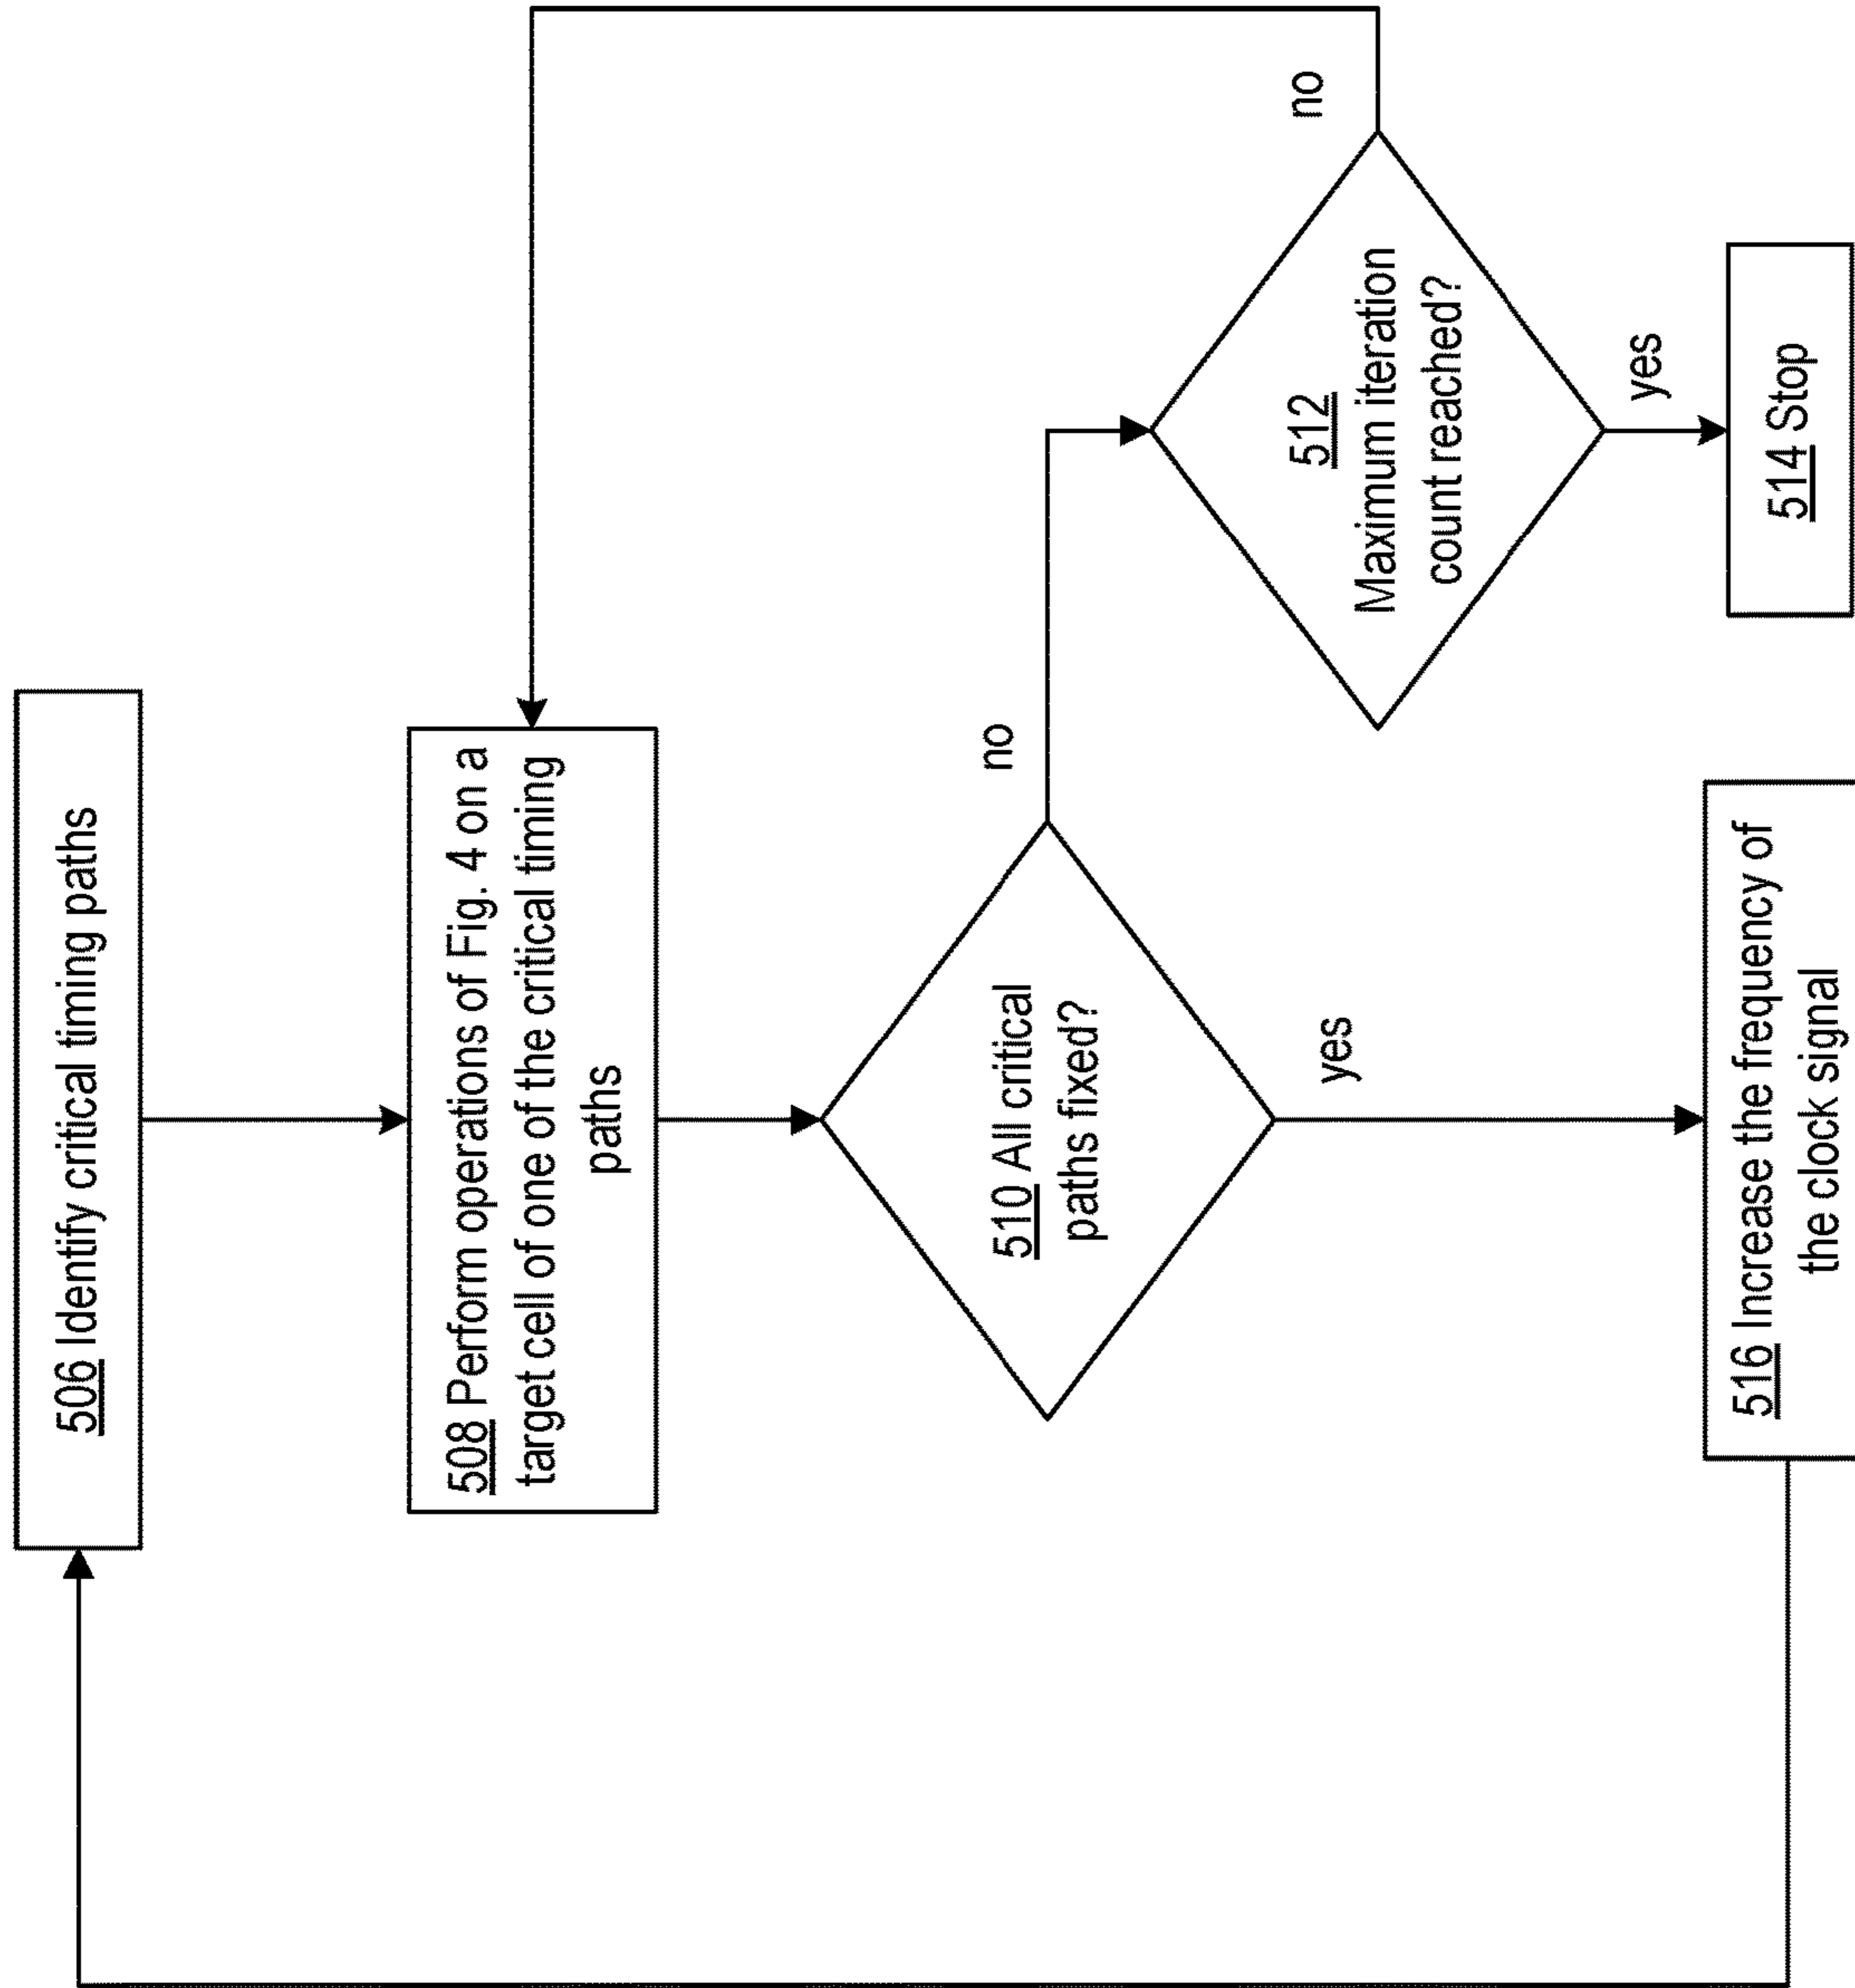 506 Identify critical timing paths
508 Perform operations of Fig. 4 on a
target cell of one of the critical timing
paths
510 All critical
paths fixed?
no
yes
512
Maximum iteration
count reached?
no
yes
514 Stop
516 Increase the frequency of
the clock signal